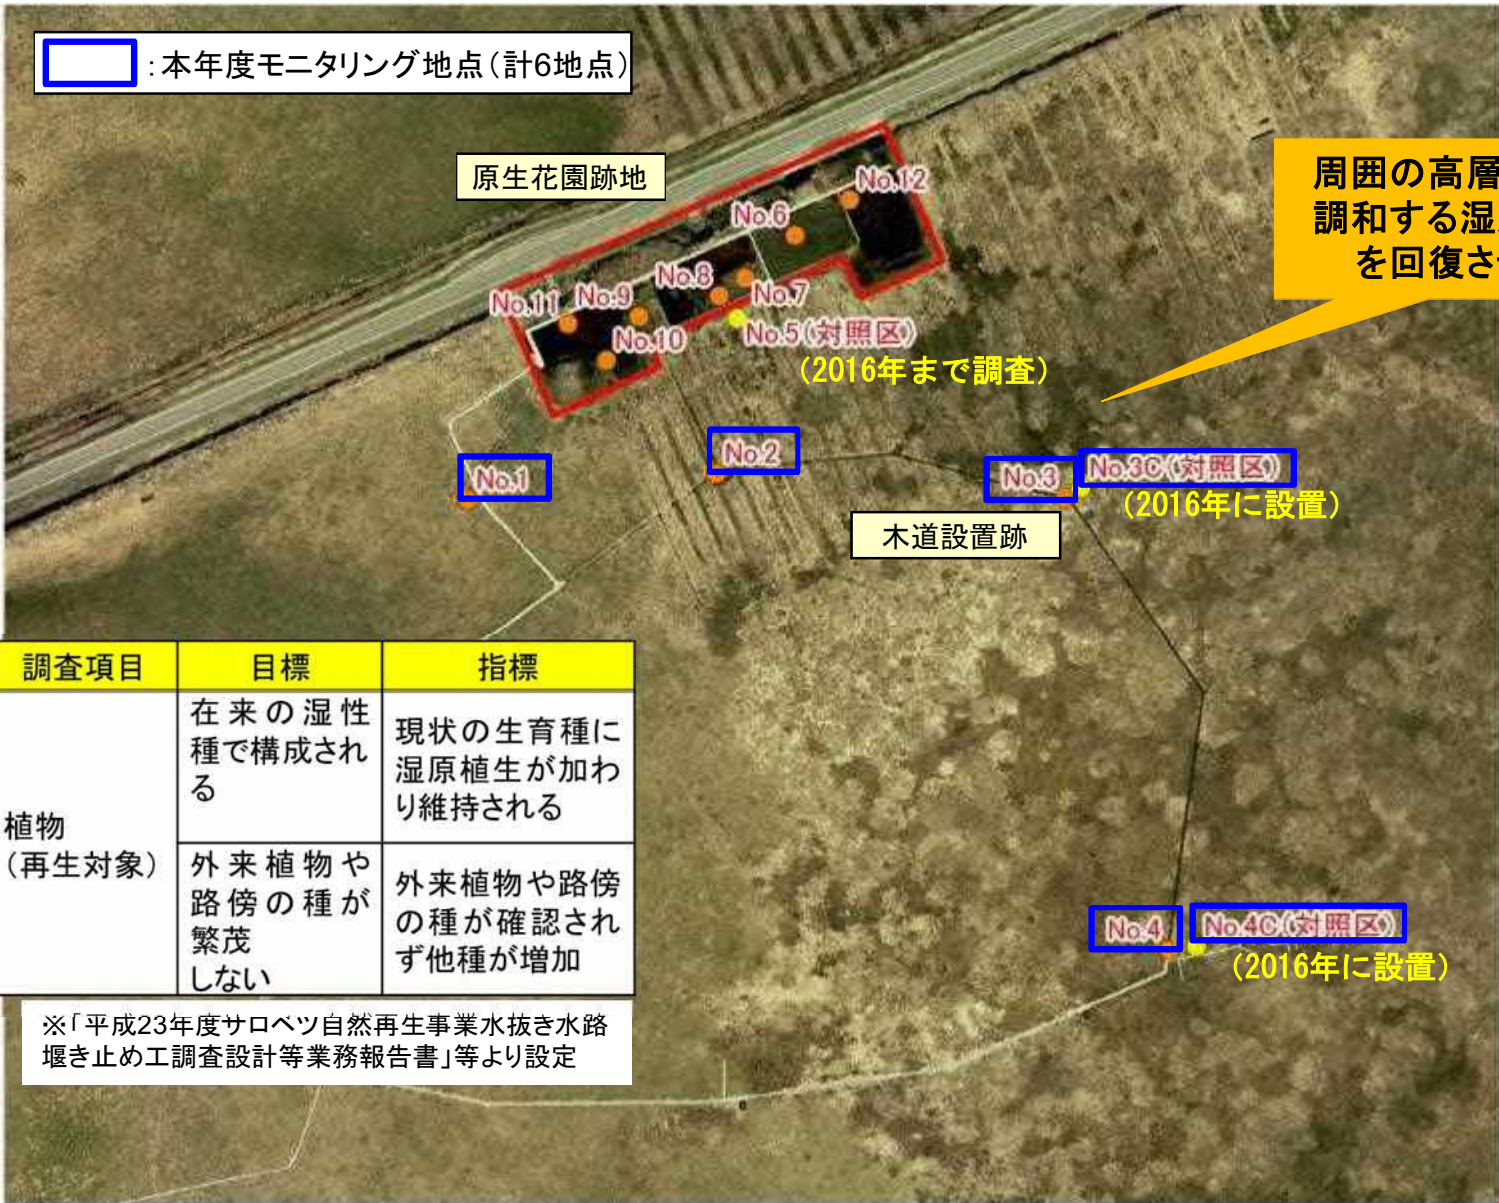 ：本年度モニタリング地点（計6地点）
原生花園跡地
周囲の高層
調和する湿
を回復さ
No.12
No.6
No.8
No.7
No.11
No.9
No.10
No.5（対照区）
（2016年まで調査）
No.1
No.2
No.3
No.3C（対照区）
（2016年に設置）
木道設置跡
調査項目 目標 指標
植物
（再生対象）
在来の湿性
種で構成され
る
現状の生育種に
湿原植生が加わ
り維持される
外来植物や
路傍の種が
繁茂
しない
外来植物や路傍
の種が確認され
ず他種が増加
No.4
No.4C（対照区）
（2016年に設置）
※「平成23年度サロベツ自然再生事業水抜き水路
堰き止め工調査設計等業務報告書」等より設定